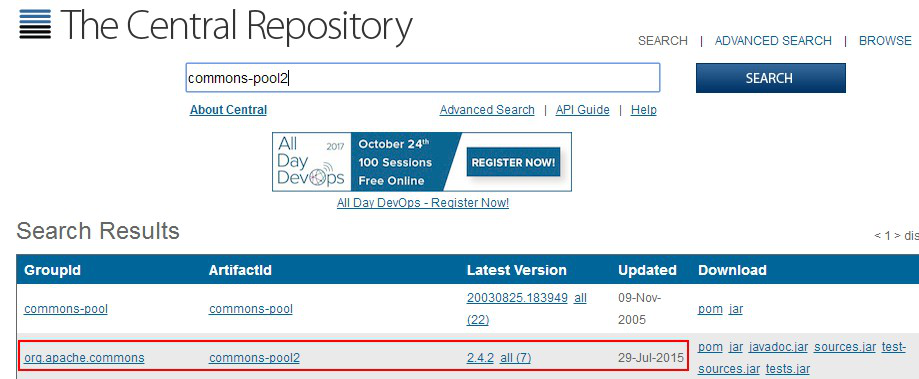 The Central Repository
SEARCH | ADVANCED SEARCH | BROWSE
commons-pool2
SEARCH
About Central
Advanced Search | API Guide | Help
All Day DevOps
2017
October 24th
100 Sessions
Free Online
REGISTER NOW!
All Day DevOps - Register Now!
Search Results
< 1 > dis
GroupId ArtifactId Latest Version Updated Download
commons-pool commons-pool 20030825.183949 all (22) 09-Nov-2005 pom jar
org.apache.commons commons-pool2 2.4.2 all (7) 29-Jul-2015 pom jar javadoc.jar sources.jar test-sources.jar tests.jar